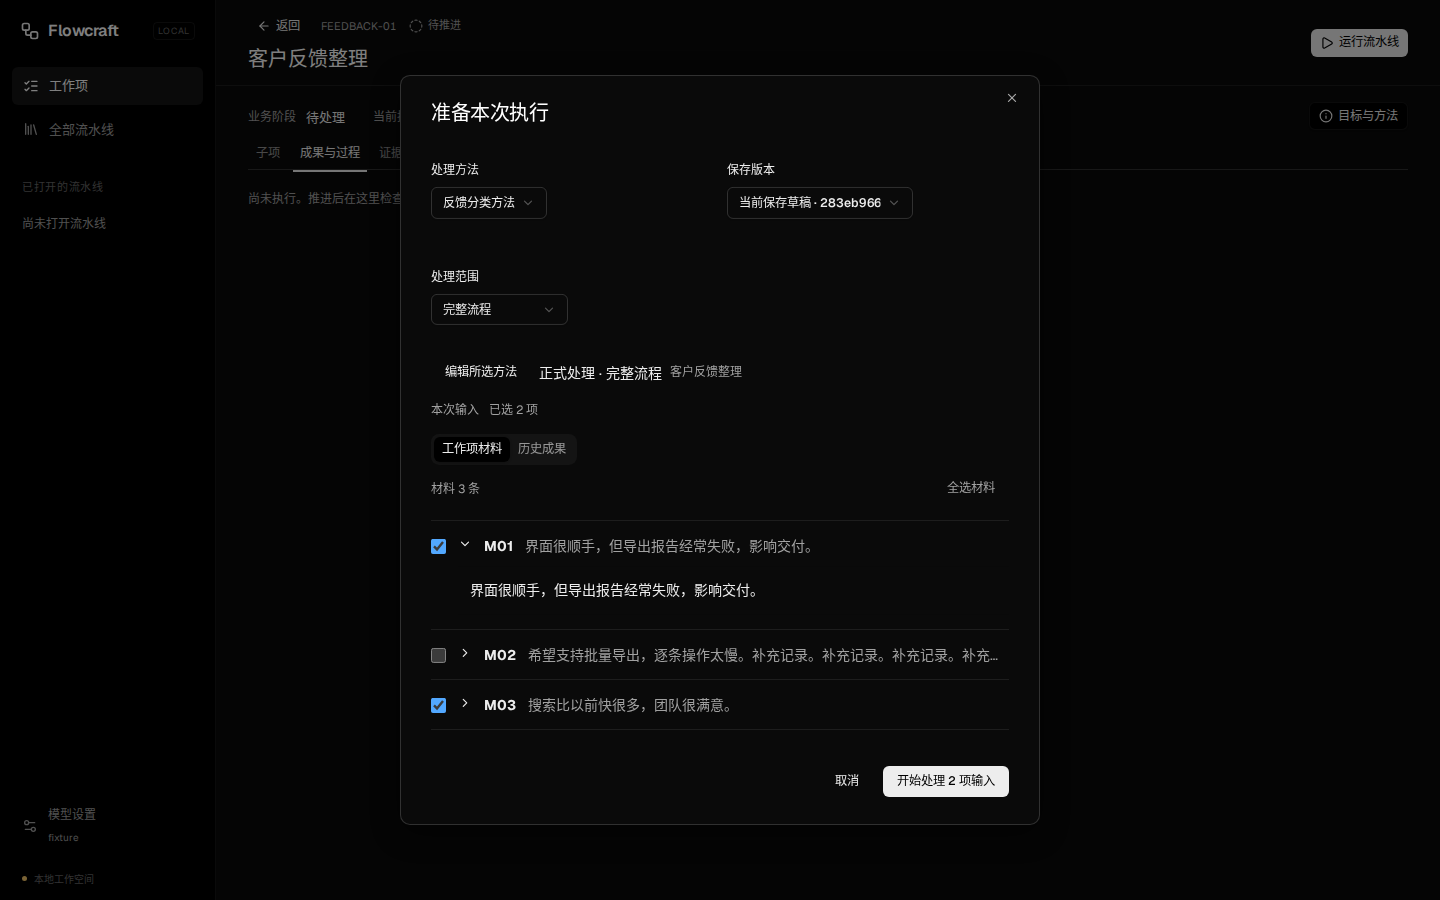 Flowcraft
LOCAL
工作项
全部流水线
已打开的流水线
尚未打开流水线
模型设置
fixture
本地工作空间
返回
FEEDBACK-01
待推进
客户反馈整理
运行流水线
业务阶段 待处理
目标与方法
子项
成果与过程
尚未执行。推进后在这里检查
准备本次执行
处理方法
保存版本
反馈分类方法
当前保存草稿 · 283eb966
处理范围
完整流程
编辑所选方法
正式处理 · 完整流程
客户反馈整理
本次输入 已选 2 项
工作项材料
历史成果
材料 3 条
全选材料
M01 界面很顺手，但导出报告经常失败，影响交付。
界面很顺手，但导出报告经常失败，影响交付。
M02 希望支持批量导出，逐条操作太慢。补充记录。补充记录。补充记录。补充...
M03 搜索比以前快很多，团队很满意。
取消
开始处理 2 项输入